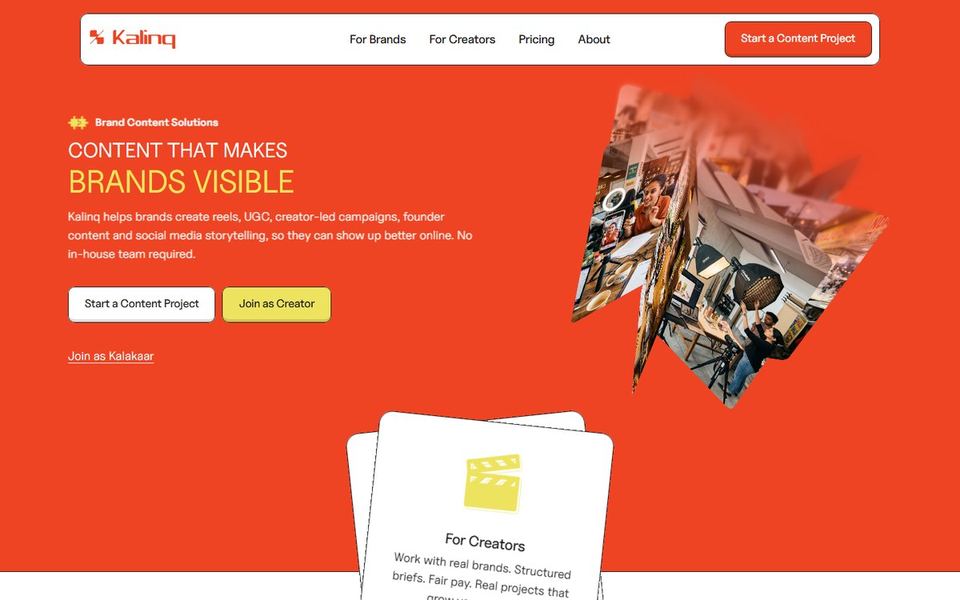 Kalinq
For Brands
For Creators
Pricing
About
Start a Content Project
Brand Content Solutions
CONTENT THAT MAKES
BRANDS VISIBLE
Kalinq helps brands create reels, UGC, creator-led campaigns, founder
content and social media storytelling, so they can show up better online. No
in-house team required.
Start a Content Project
Join as Creator
Join as Kalakaar
For Creators
Work with real brands. Structured
briefs. Fair pay. Real projects that